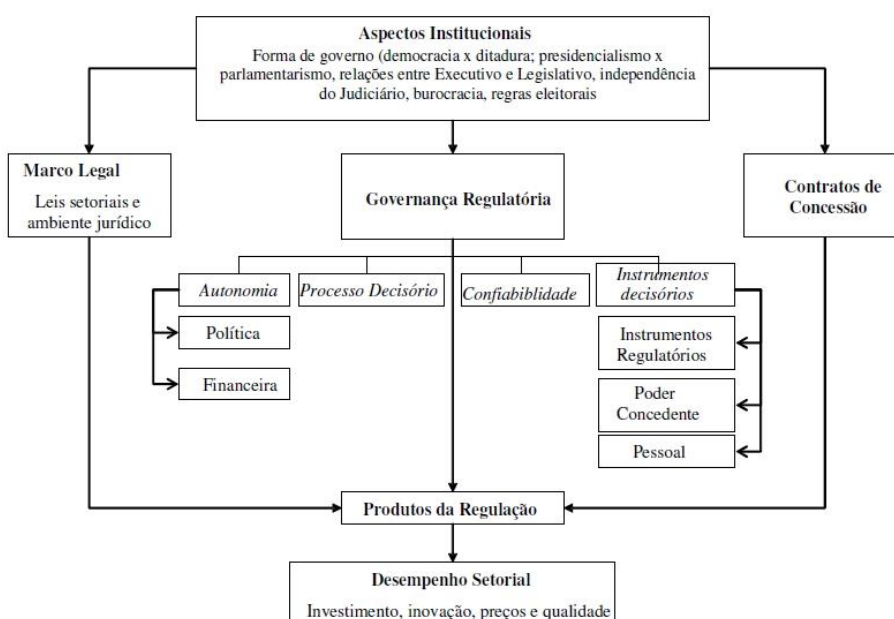 Aspectos Institucionais
Forma de governo (democracia x ditadura; presidencialismo x
parlamentarismo, relações entre Executivo e Legislativo, independência
do Judiciário, burocracia, regras eleitorais
Marco Legal
Leis setoriais e
ambiente jurídico
Governança Regulatória
Contratos de
Concessão
Autonomia
Processo Decisório
Confiabiblidade
Instrumentos
decisórios
Política
Financeira
Instrumentos
Regulatórios
Poder
Concedente
Pessoal
Produtos da Regulação
Desempenho Setorial
Investimento, inovação, preços e qualidade